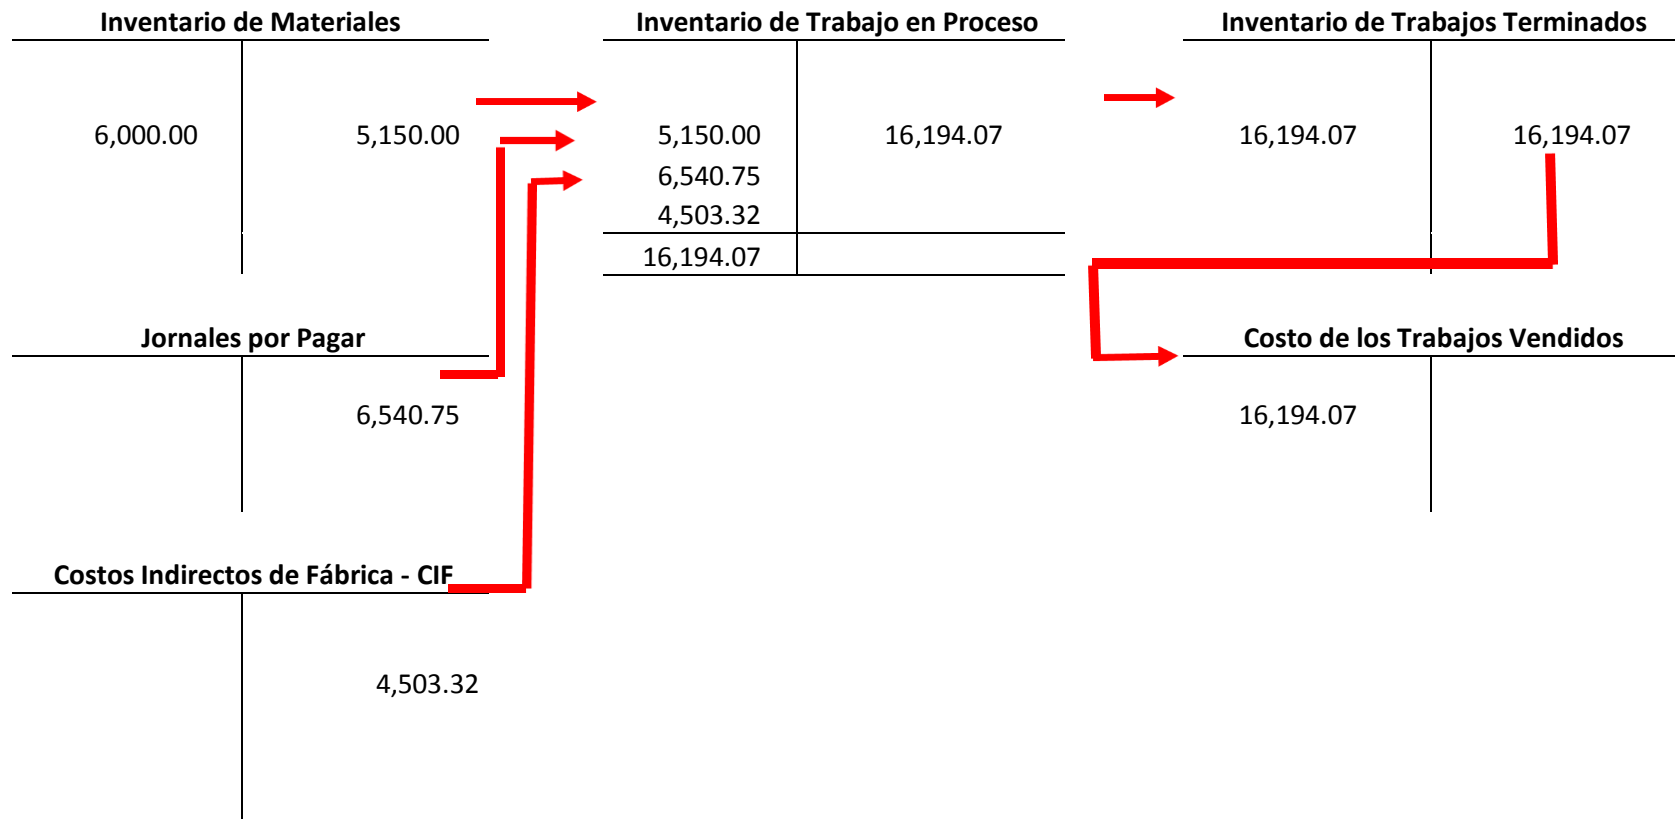 Inventario de Materiales
6,000.00 5,150.00
Inventario de Trabajo en Proceso
5,150.00 16,194.07
6,540.75
4,503.32
16,194.07
Inventario de Trabajos Terminados
16,194.07 16,194.07
Jornales por Pagar
6,540.75
Costo de los Trabajos Vendidos
16,194.07
Costos Indirectos de Fábrica - CIF
4,503.32